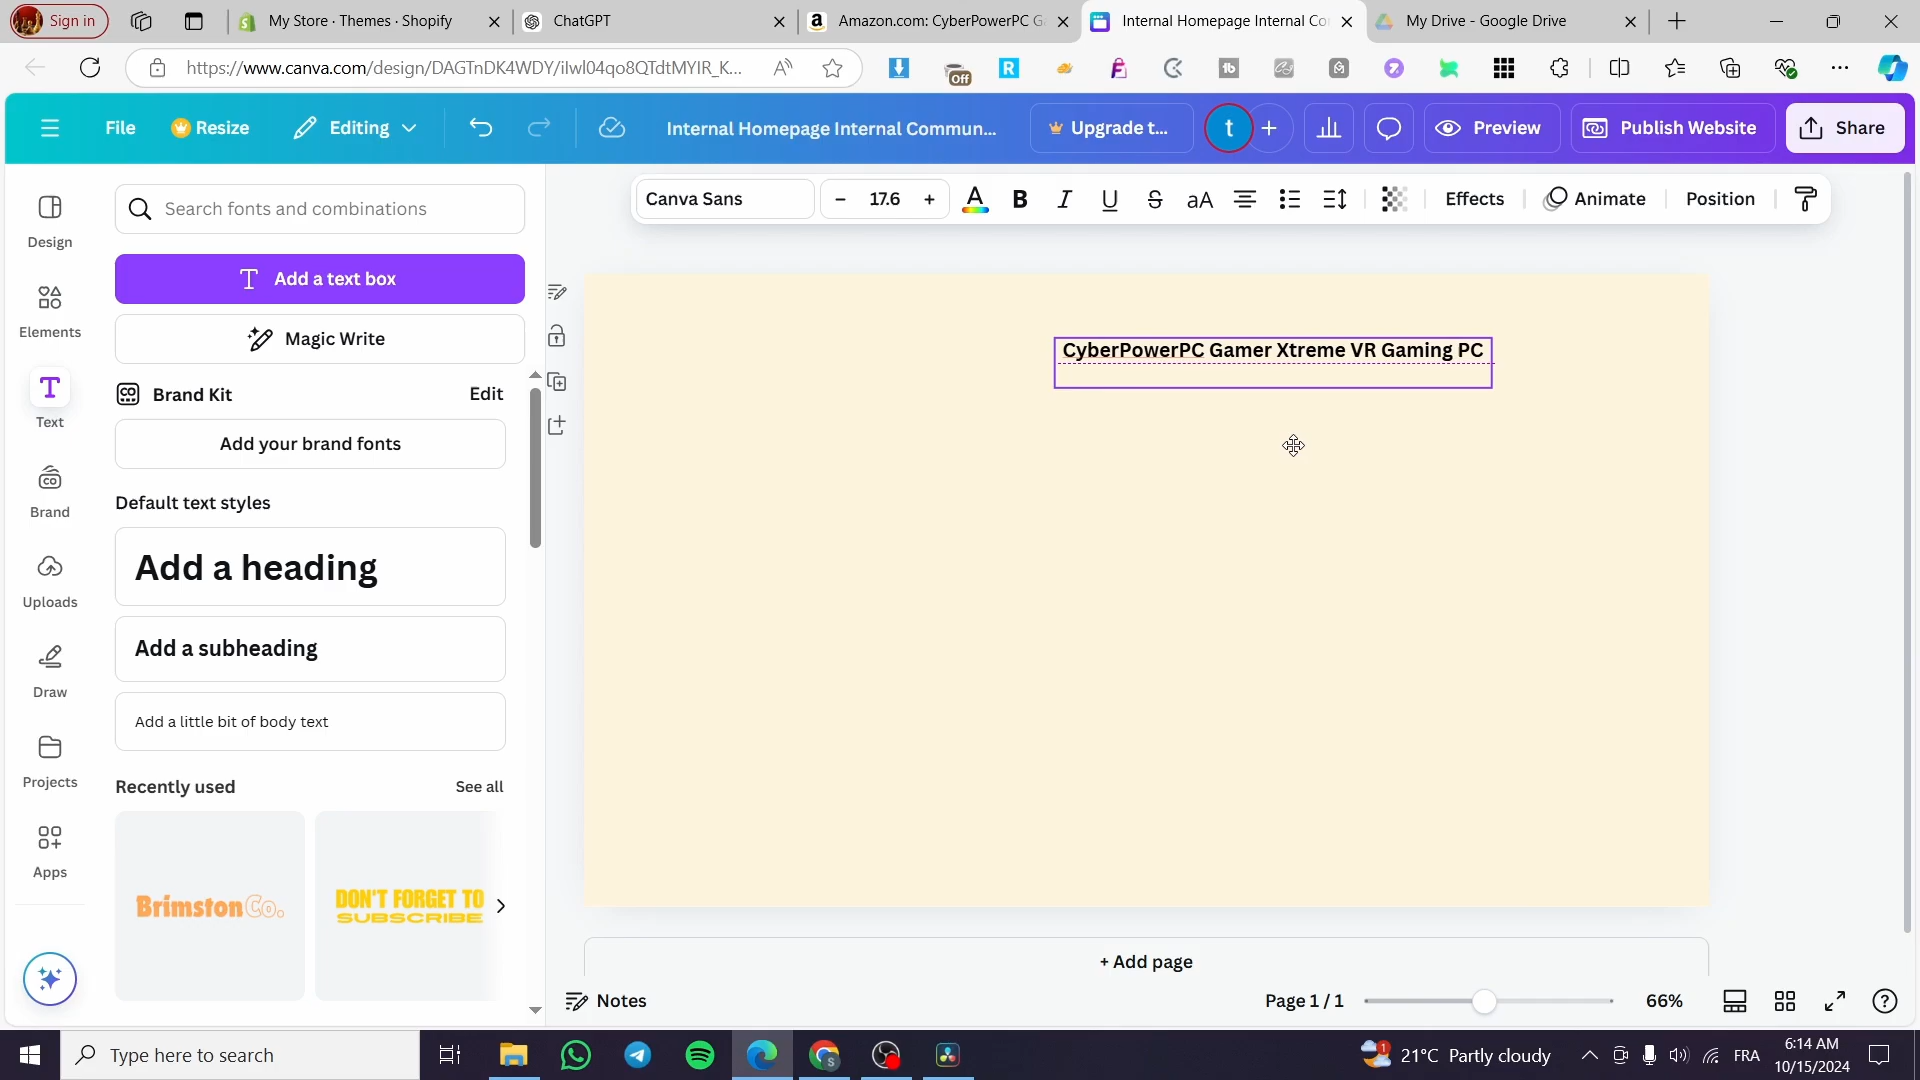 Sign in
My Store · Themes · Shopify
ChatGPT
Amazon.com: CyberPowerPC G
Internal Homepage Internal Co
My Drive - Google Drive
https://www.canva.com/design/DAGTnDK4WDY/ilwl04qo8QTdtMYIR_K...
Off
File
Resize
Editing
Internal Homepage Internal Commun...
Upgrade t...
t
Preview
Publish Website
Share
Design
Elements
Text
Brand
Uploads
Draw
Projects
Apps
Search fonts and combinations
Add a text box
Magic Write
Brand Kit
Edit
Add your brand fonts
Default text styles
Add a heading
Add a subheading
Add a little bit of body text
Recently used
See all
Brimston Co.
DON'T FORGET TO
SUBSCRIBE
Canva Sans
17.6
A
B
I
U
S
aA
Effects
Animate
Position
CyberPowerPC Gamer Xtreme VR Gaming PC
+ Add page
Notes
Page 1 / 1
66%
Type here to search
21°C Partly cloudy
FRA
6:14 AM
10/15/2024